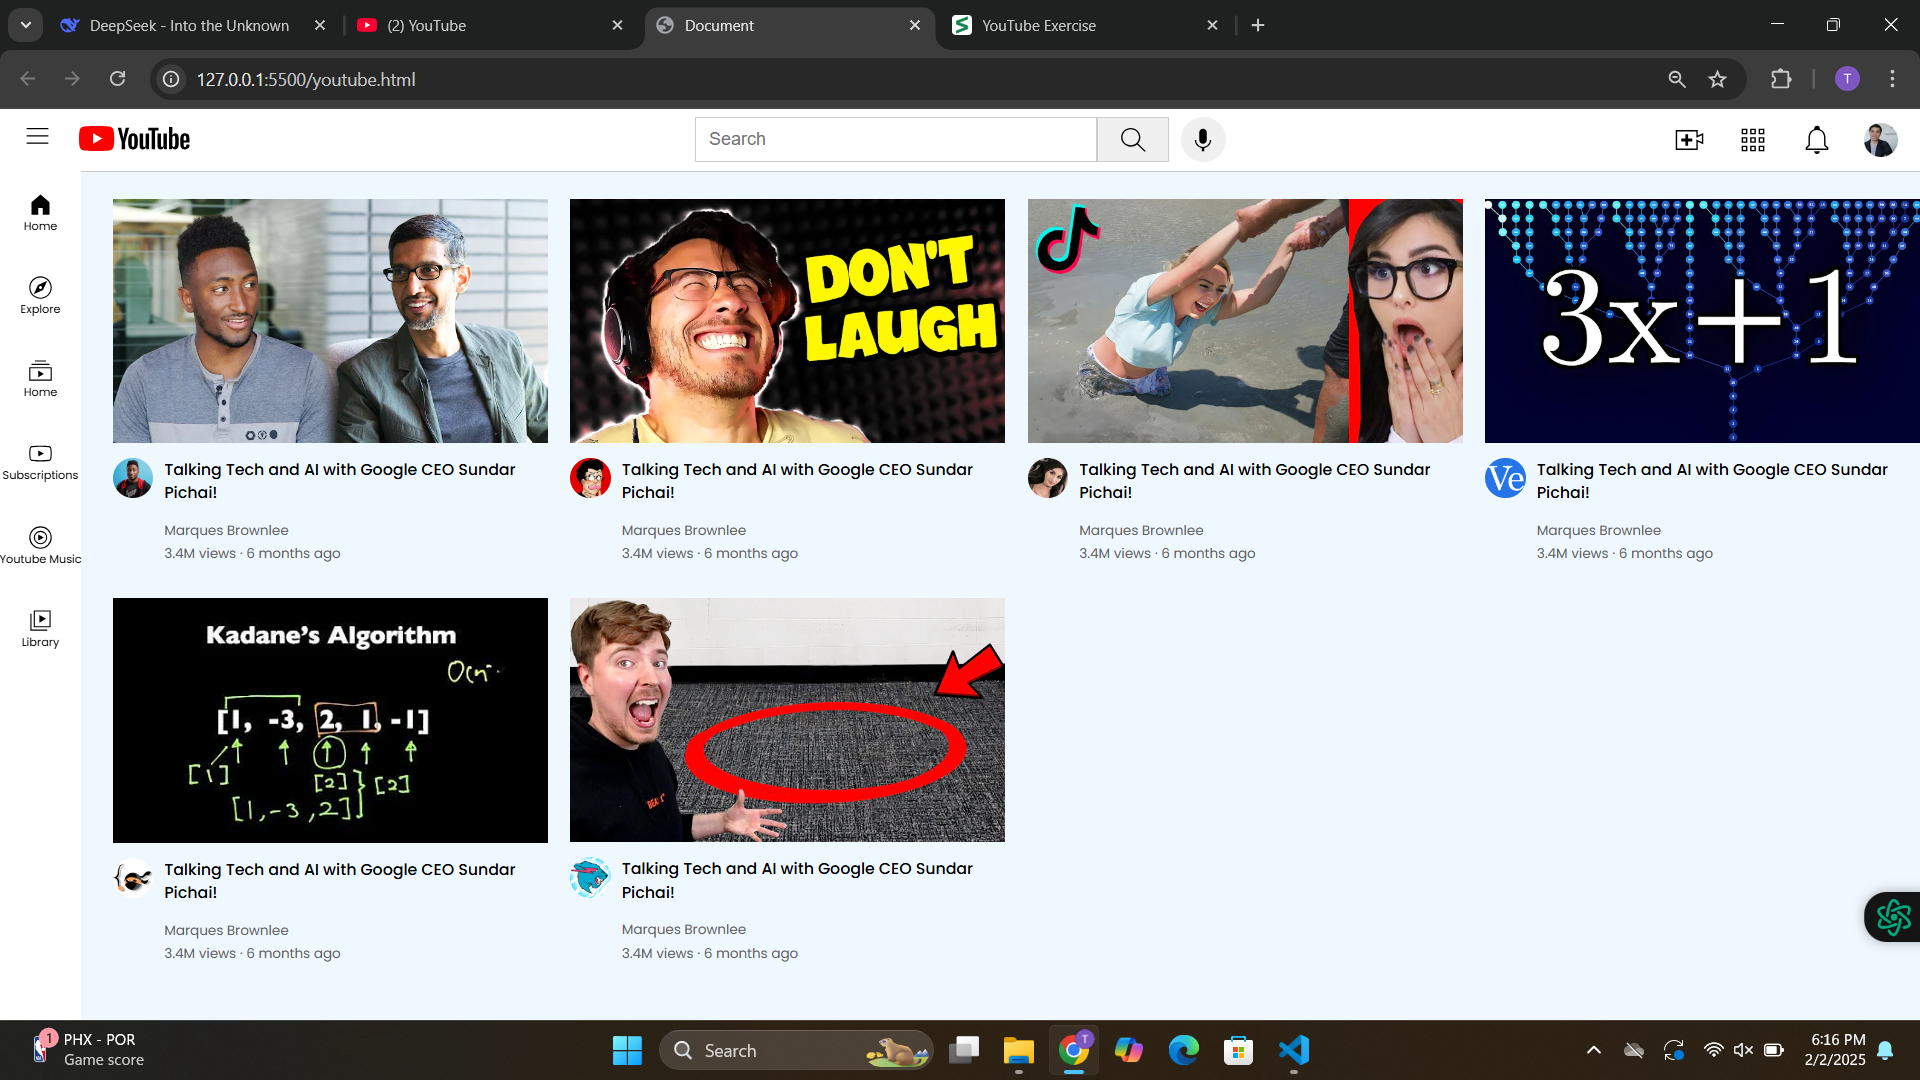 DeepSeek - Into the Unknown
(2) YouTube
Document
YouTube Exercise
127.0.0.1:5500/youtube.html
T
YouTube
Search
Home
Explore
Home
Subscriptions
Youtube Music
Library
DON'T
LAUGH
3x+1
Talking Tech and AI with Google CEO Sundar
Pichai!
Marques Brownlee
3.4M views · 6 months ago
Talking Tech and AI with Google CEO Sundar
Pichai!
Marques Brownlee
3.4M views · 6 months ago
Talking Tech and AI with Google CEO Sundar
Pichai!
Marques Brownlee
3.4M views · 6 months ago
Ve
Talking Tech and AI with Google CEO Sundar
Pichai!
Marques Brownlee
3.4M views · 6 months ago
Kadane's Algorithm
[1, -3, 2, 1, -1]
[1]
[2]
[2]
[1,-3,2]
Talking Tech and AI with Google CEO Sundar
Pichai!
Marques Brownlee
3.4M views · 6 months ago
Talking Tech and AI with Google CEO Sundar
Pichai!
Marques Brownlee
3.4M views · 6 months ago
1
PHX - POR
Game score
Search
T
6:16 PM
2/2/2025